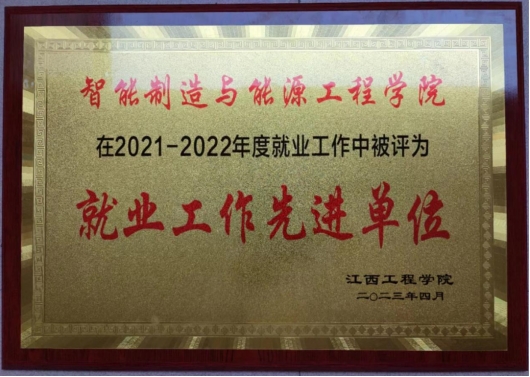 智能制造与能源工程学院
在2021-2022年度就业工作中被评为
就业工作先进单位
江西工程学院
二〇二三年四月